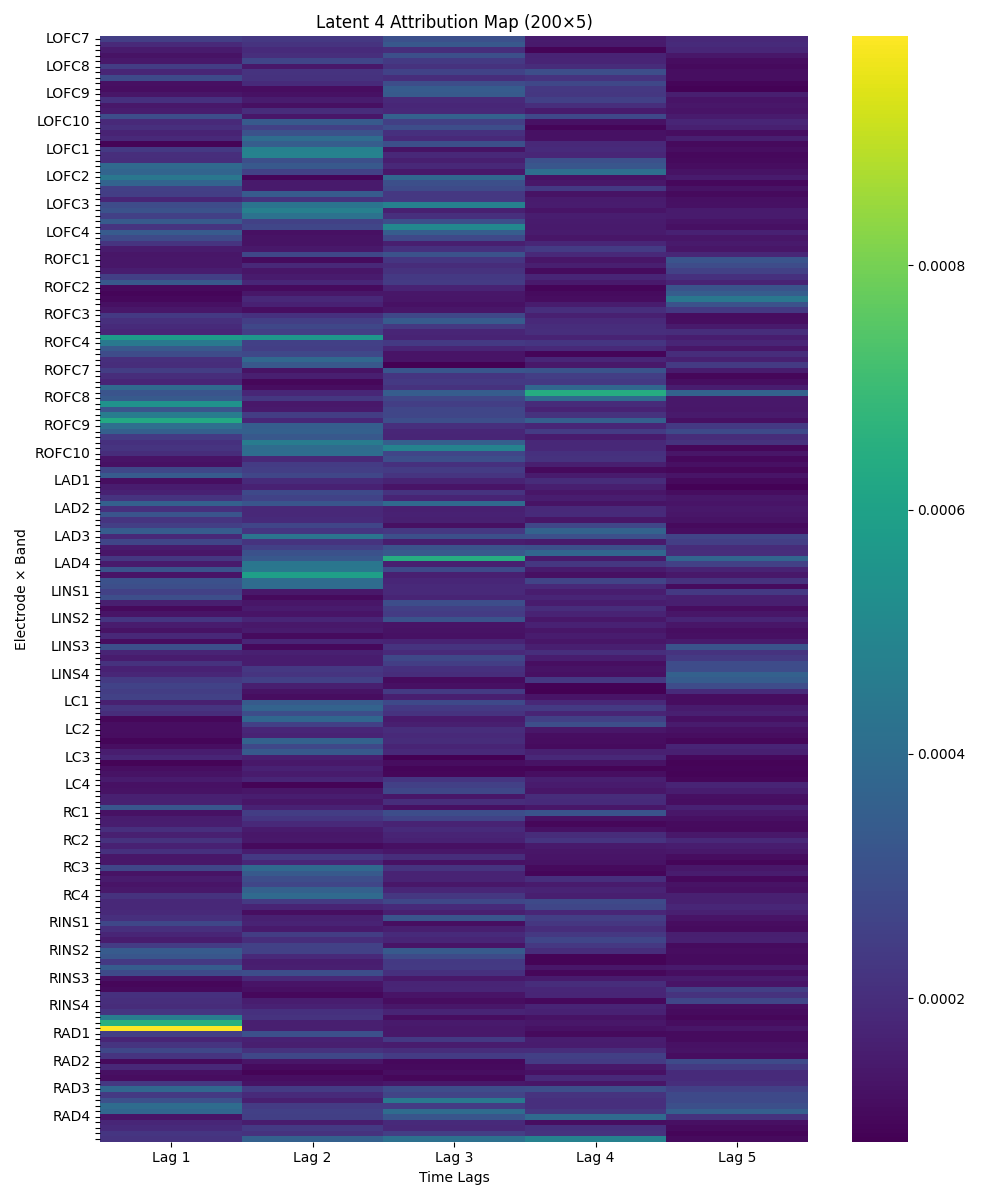 Latent 4 Attribution Map (200×5)
LOFC7
LOFC8
LOFC9
LOFC10
LOFC1
LOFC2
LOFC3
LOFC4
ROFC1
ROFC2
ROFC3
ROFC4
ROFC7
ROFC8
ROFC9
ROFC10
LAD1
LAD2
LAD3
LAD4
LINS1
LINS2
LINS3
LINS4
LC1
LC2
LC3
LC4
RC1
RC2
RC3
RC4
RINS1
RINS2
RINS3
RINS4
RAD1
RAD2
RAD3
RAD4
Electrode × Band
Lag 1 Lag 2 Lag 3 Lag 4 Lag 5
Time Lags
0.0008
0.0006
0.0004
0.0002